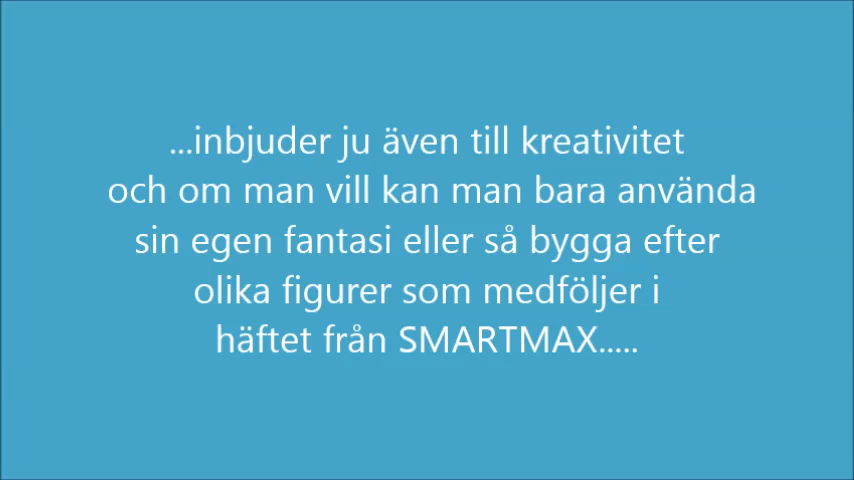 ...inbjuder ju även till kreativitet
och om man vill kan man bara använda
sin egen fantasi eller så bygga efter
olika figurer som medföljer i
häftet från SMARTMAX.....